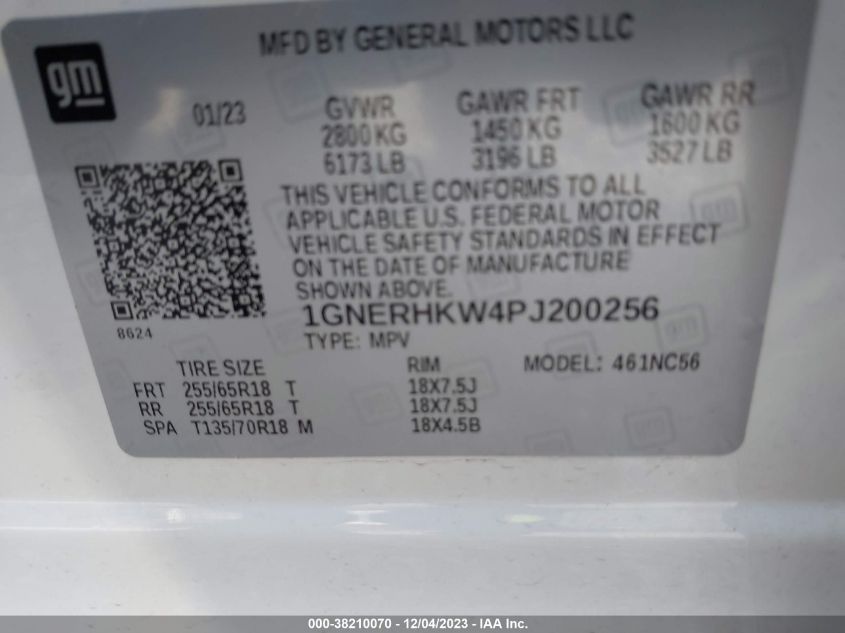 MFD BY GENERAL MOTORS LLC
gm
01/23 GVWR GAWR FRT GAWR RR
2800 KG 1450 KG 1600 KG
6173 LB 3196 LB 3527 LB
THIS VEHICLE CONFORMS TO ALL
APPLICABLE U.S. FEDERAL MOTOR
VEHICLE SAFETY STANDARDS IN EFFECT
ON THE DATE OF MANUFACTURE
SHOWN ABOVE.
1GNERHKW4PJ200256
8624
TYPE: MPV
TIRE SIZE RIM MODEL: 461NC56
FRT 255/65R18 T 18X7.5J
RR 255/65R18 T 18X7.5J
SPA T135/70R18 M 18X4.5B
000-38210070 - 12/04/2023 - IAA Inc.